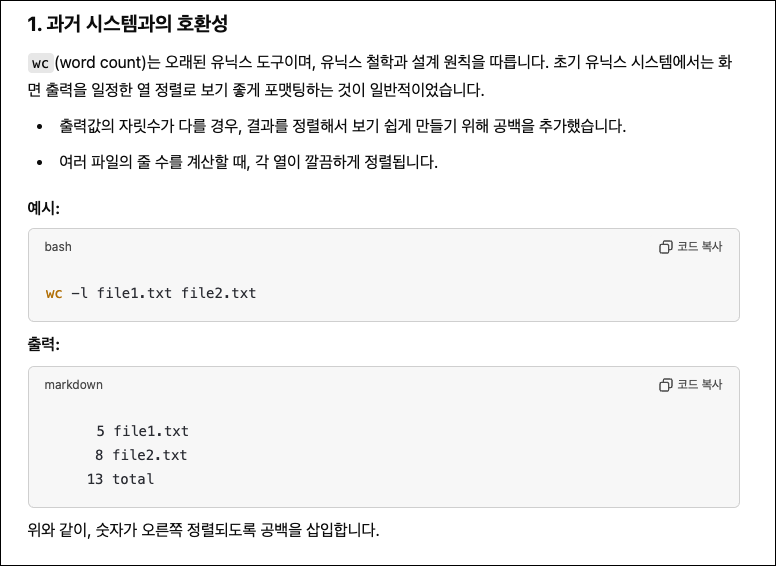 1. 과거 시스템과의 호환성
wc (word count)는 오래된 유닉스 도구이며, 유닉스 철학과 설계 원칙을 따릅니다. 초기 유닉스 시스템에서는 화
면 출력을 일정한 열 정렬로 보기 좋게 포맷팅하는 것이 일반적이었습니다.
• 출력값의 자릿수가 다를 경우, 결과를 정렬해서 보기 쉽게 만들기 위해 공백을 추가했습니다.
• 여러 파일의 줄 수를 계산할 때, 각 열이 깔끔하게 정렬됩니다.
예시:
bash 코드 복사
wc -l file1.txt file2.txt
출력:
markdown 코드 복사
5 file1.txt
8 file2.txt
13 total
위와 같이, 숫자가 오른쪽 정렬되도록 공백을 삽입합니다.